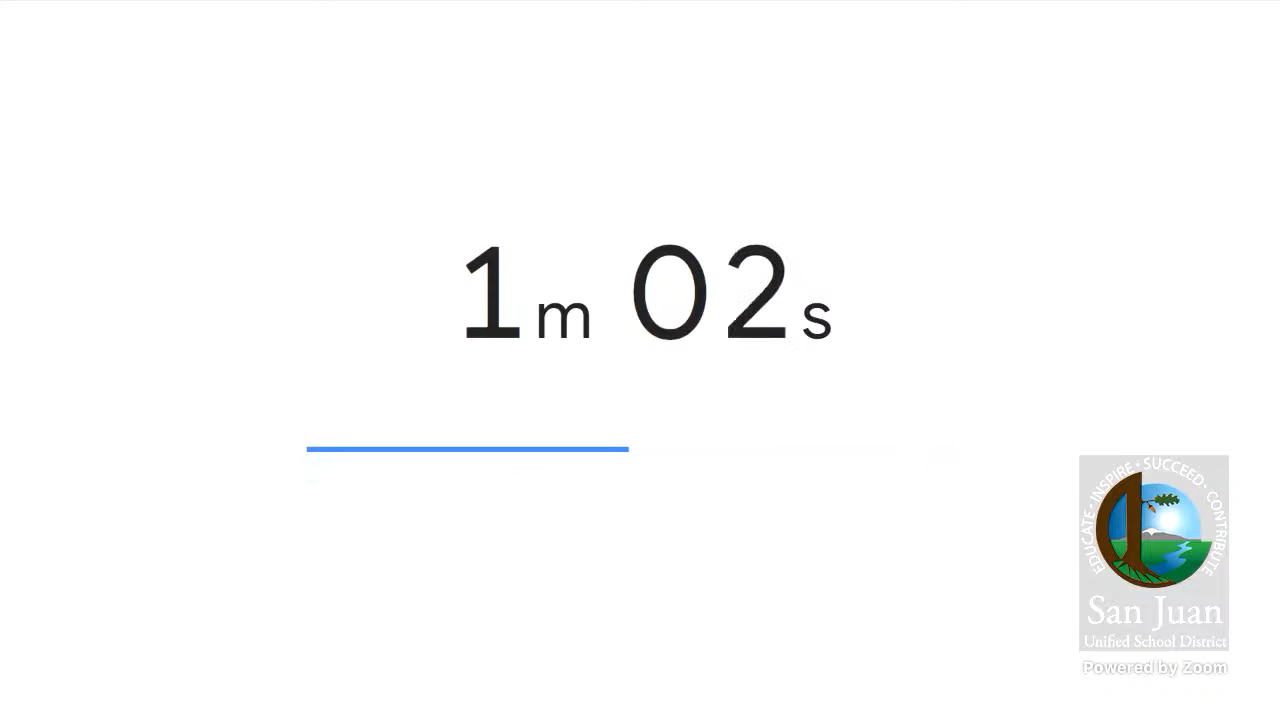 1m 02s
EDUCATE • INSPIRE • SUCCEED • CONTRIBUTE
San Juan
Unified School District
Powered by Zoom